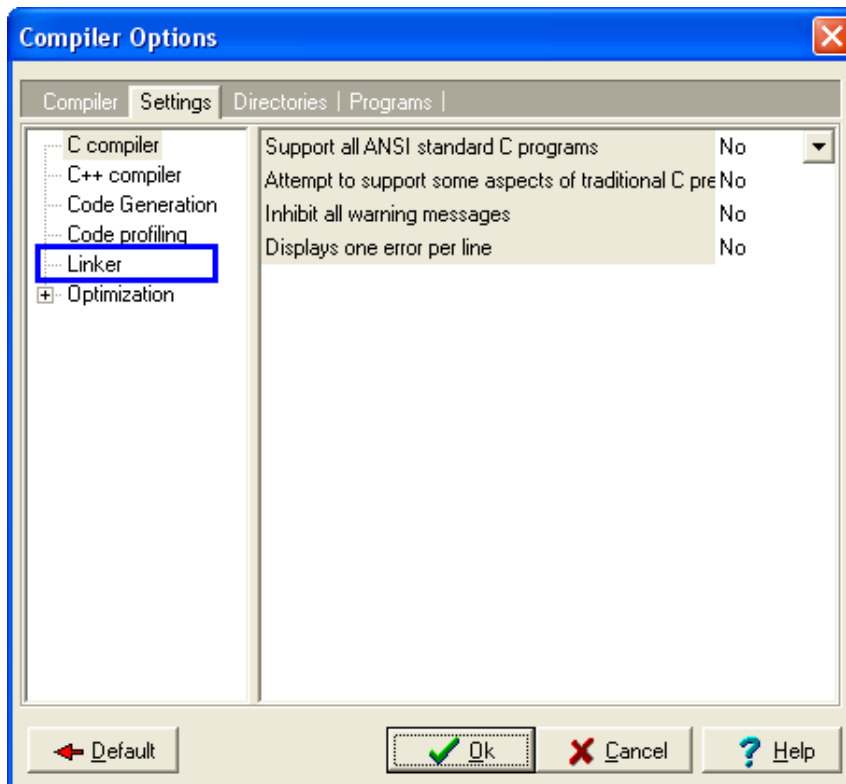 Compiler Options
Compiler Settings Directories Programs
C compiler
C++ compiler
Code Generation
Code profiling
Linker
Optimization
Support all ANSI standard C programs No
Attempt to support some aspects of traditional C pre No
Inhibit all warning messages No
Displays one error per line No
Default Ok Cancel Help